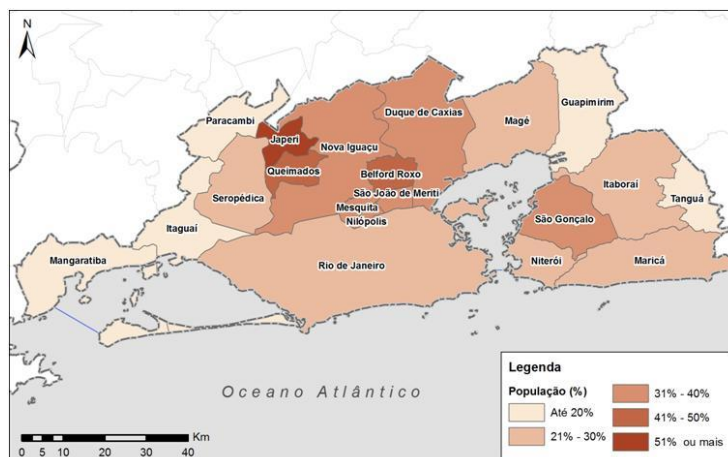 N
Paracambi
Guapimirim
Duque de Caxias
Magé
Japeri
Nova Iguaçu
Queimados
Belford Roxo
Itaboraí
Seropédica
São João de Meriti
Tanguá
Mesquita
São Gonçalo
Nilópolis
Itaguaí
Mangaratiba
Rio de Janeiro
Niterói
Maricá
Oceano Atlântico
Legenda
População (%)
Até 20%
21% - 30%
31% - 40%
41% - 50%
51% ou mais
Km
0 5 10 20 30 40